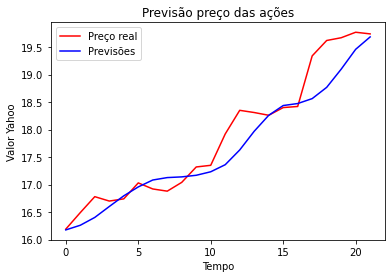 Previsão preço das ações
Preço real
Previsões
19.5
19.0
18.5
18.0
17.5
17.0
16.5
16.0
Valor Yahoo
0 5 10 15 20
Tempo